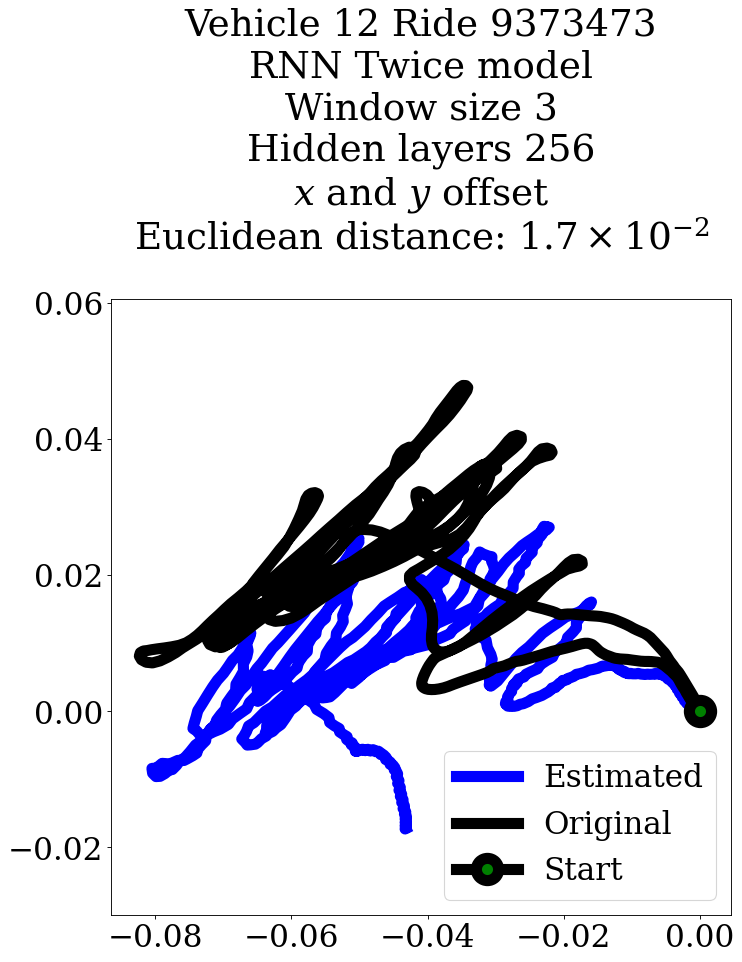 Vehicle 12 Ride 9373473
RNN Twice model
Window size 3
Hidden layers 256
x and y offset
Euclidean distance: 1.7 × 10⁻²
0.06
0.04
0.02
0.00
−0.02
Estimated
Original
Start
−0.08 −0.06 −0.04 −0.02 0.00